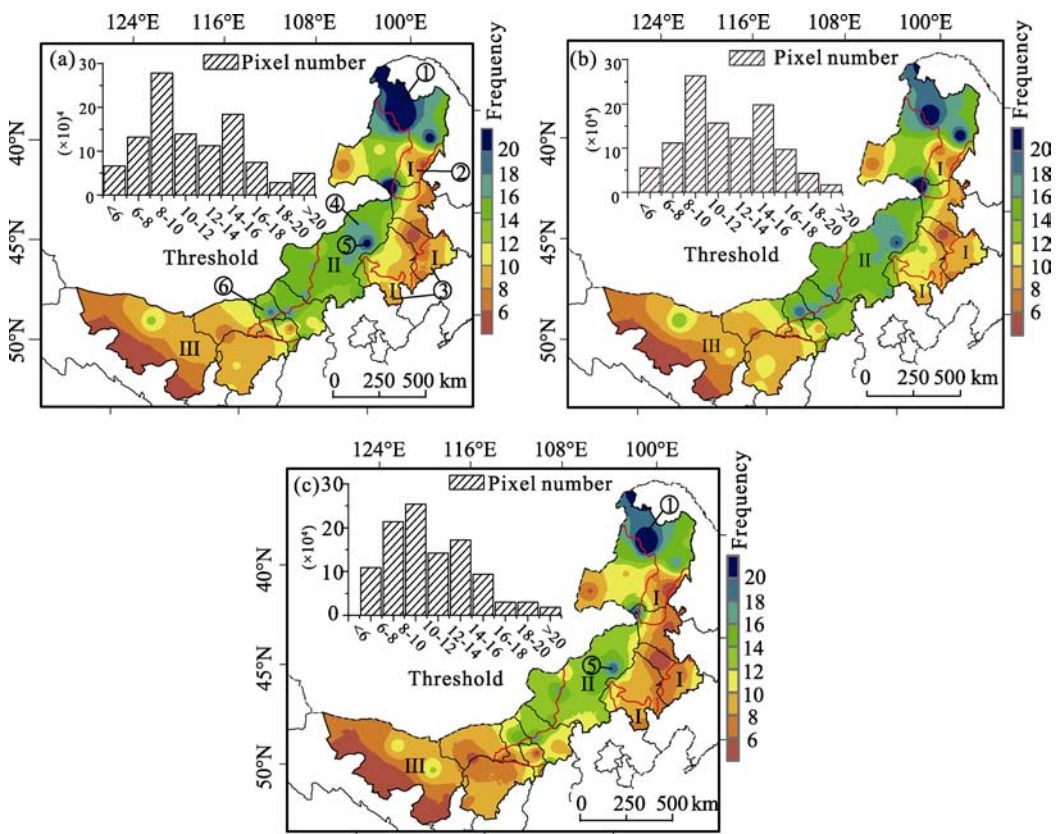 124°E 116°E 108°E 100°E
(a)
Pixel number
30
20
10
0
(×10⁴)
<6 6-8 8-10 10-12 12-14 14-16 16-18 18-20 >20
Threshold
① ② ③ ④ ⑤ ⑥
I
I
I
II
III
40°N
45°N
50°N
0 250 500 km
Frequency
20
18
16
14
12
10
8
6
124°E 116°E 108°E 100°E
(b)
Pixel number
30
20
10
0
(×10⁴)
<6 6-8 8-10 10-12 12-14 14-16 16-18 18-20 >20
Threshold
I
I
I
II
III
40°N
45°N
50°N
0 250 500 km
Frequency
20
18
16
14
12
10
8
6
124°E 116°E 108°E 100°E
(c)
Pixel number
30
20
10
0
(×10⁴)
<6 6-8 8-10 10-12 12-14 14-16 16-18 18-20 >20
Threshold
① ⑤
I
I
I
II
III
40°N
45°N
50°N
0 250 500 km
Frequency
20
18
16
14
12
10
8
6